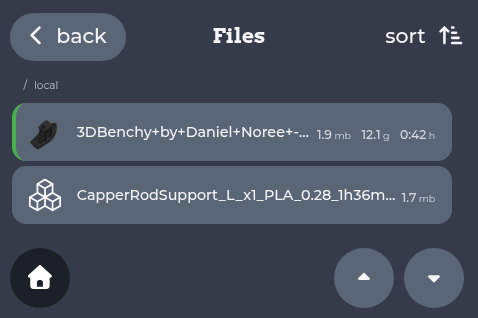 back
Files
sort
/ local
3DBenchy+by+Daniel+Noree+-... 1.9 mb 12.1 g 0:42 h
CapperRodSupport_L_x1_PLA_0.28_1h36m... 1.7 mb